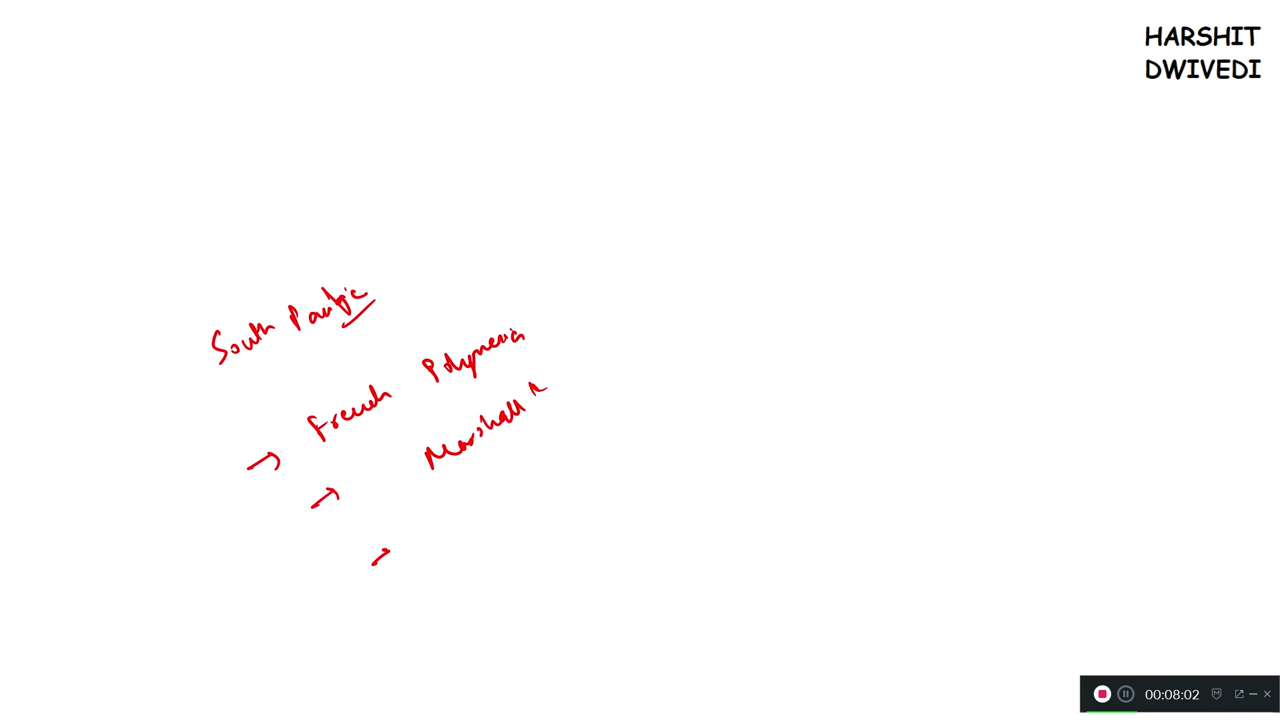 HARSHIT
DWIVEDI
South Pacific
→ French Polynesia
→ Marshall
00:08:02